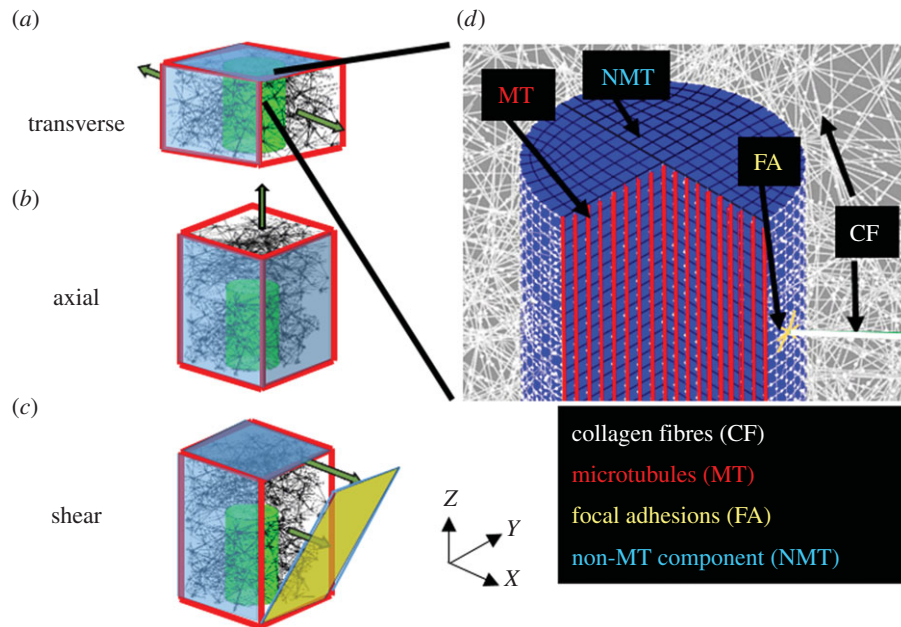 (a)
transverse
(b)
axial
(c)
shear
(d)
MT
NMT
FA
CF
Z
Y
X
collagen fibres (CF)
microtubules (MT)
focal adhesions (FA)
non-MT component (NMT)